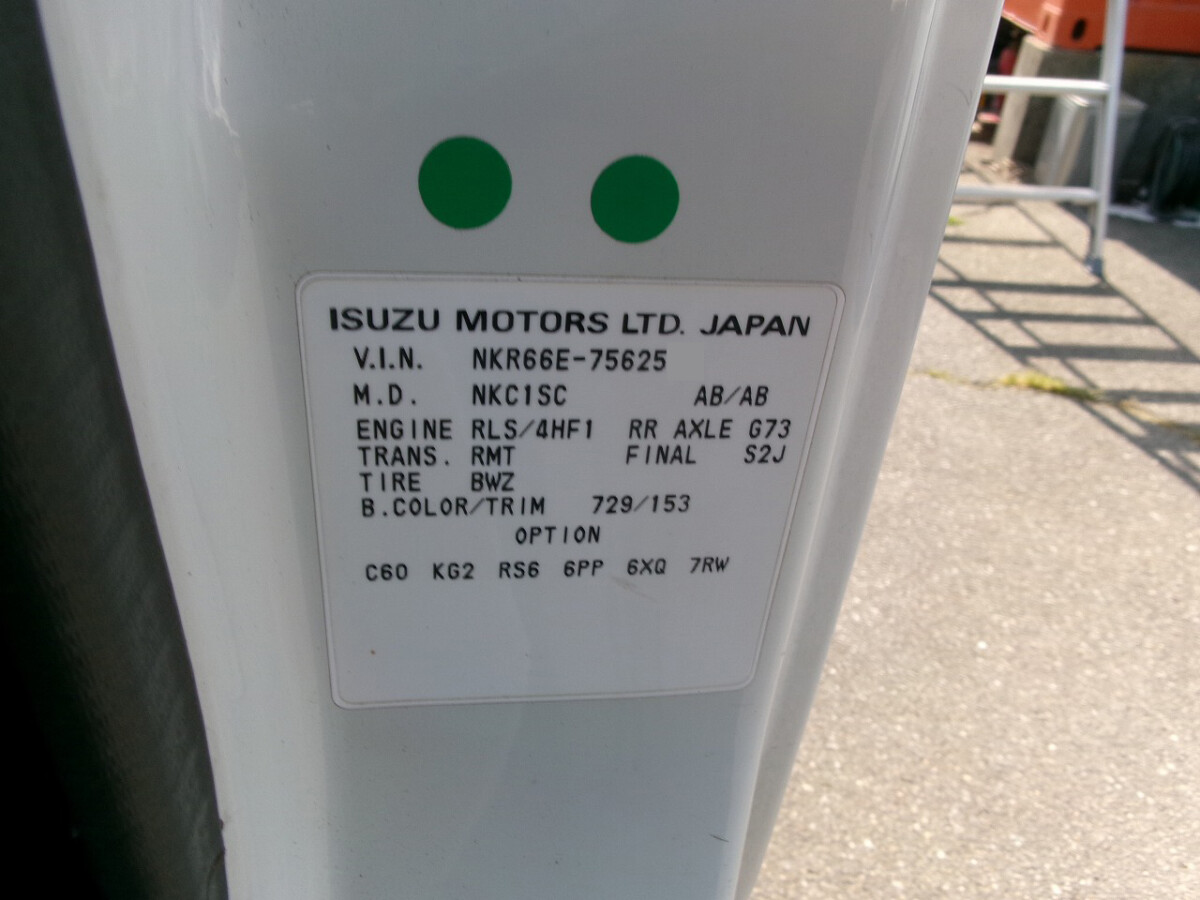 ISUZU MOTORS LTD. JAPAN
V.I.N. NKR66E-75625
M.D. NKC1SC AB/AB
ENGINE RLS/4HF1 RR AXLE G73
TRANS. RMT FINAL S2J
TIRE BWZ
B.COLOR/TRIM 729/153
OPTION
C60 KG2 RS6 6PP 6XQ 7RW